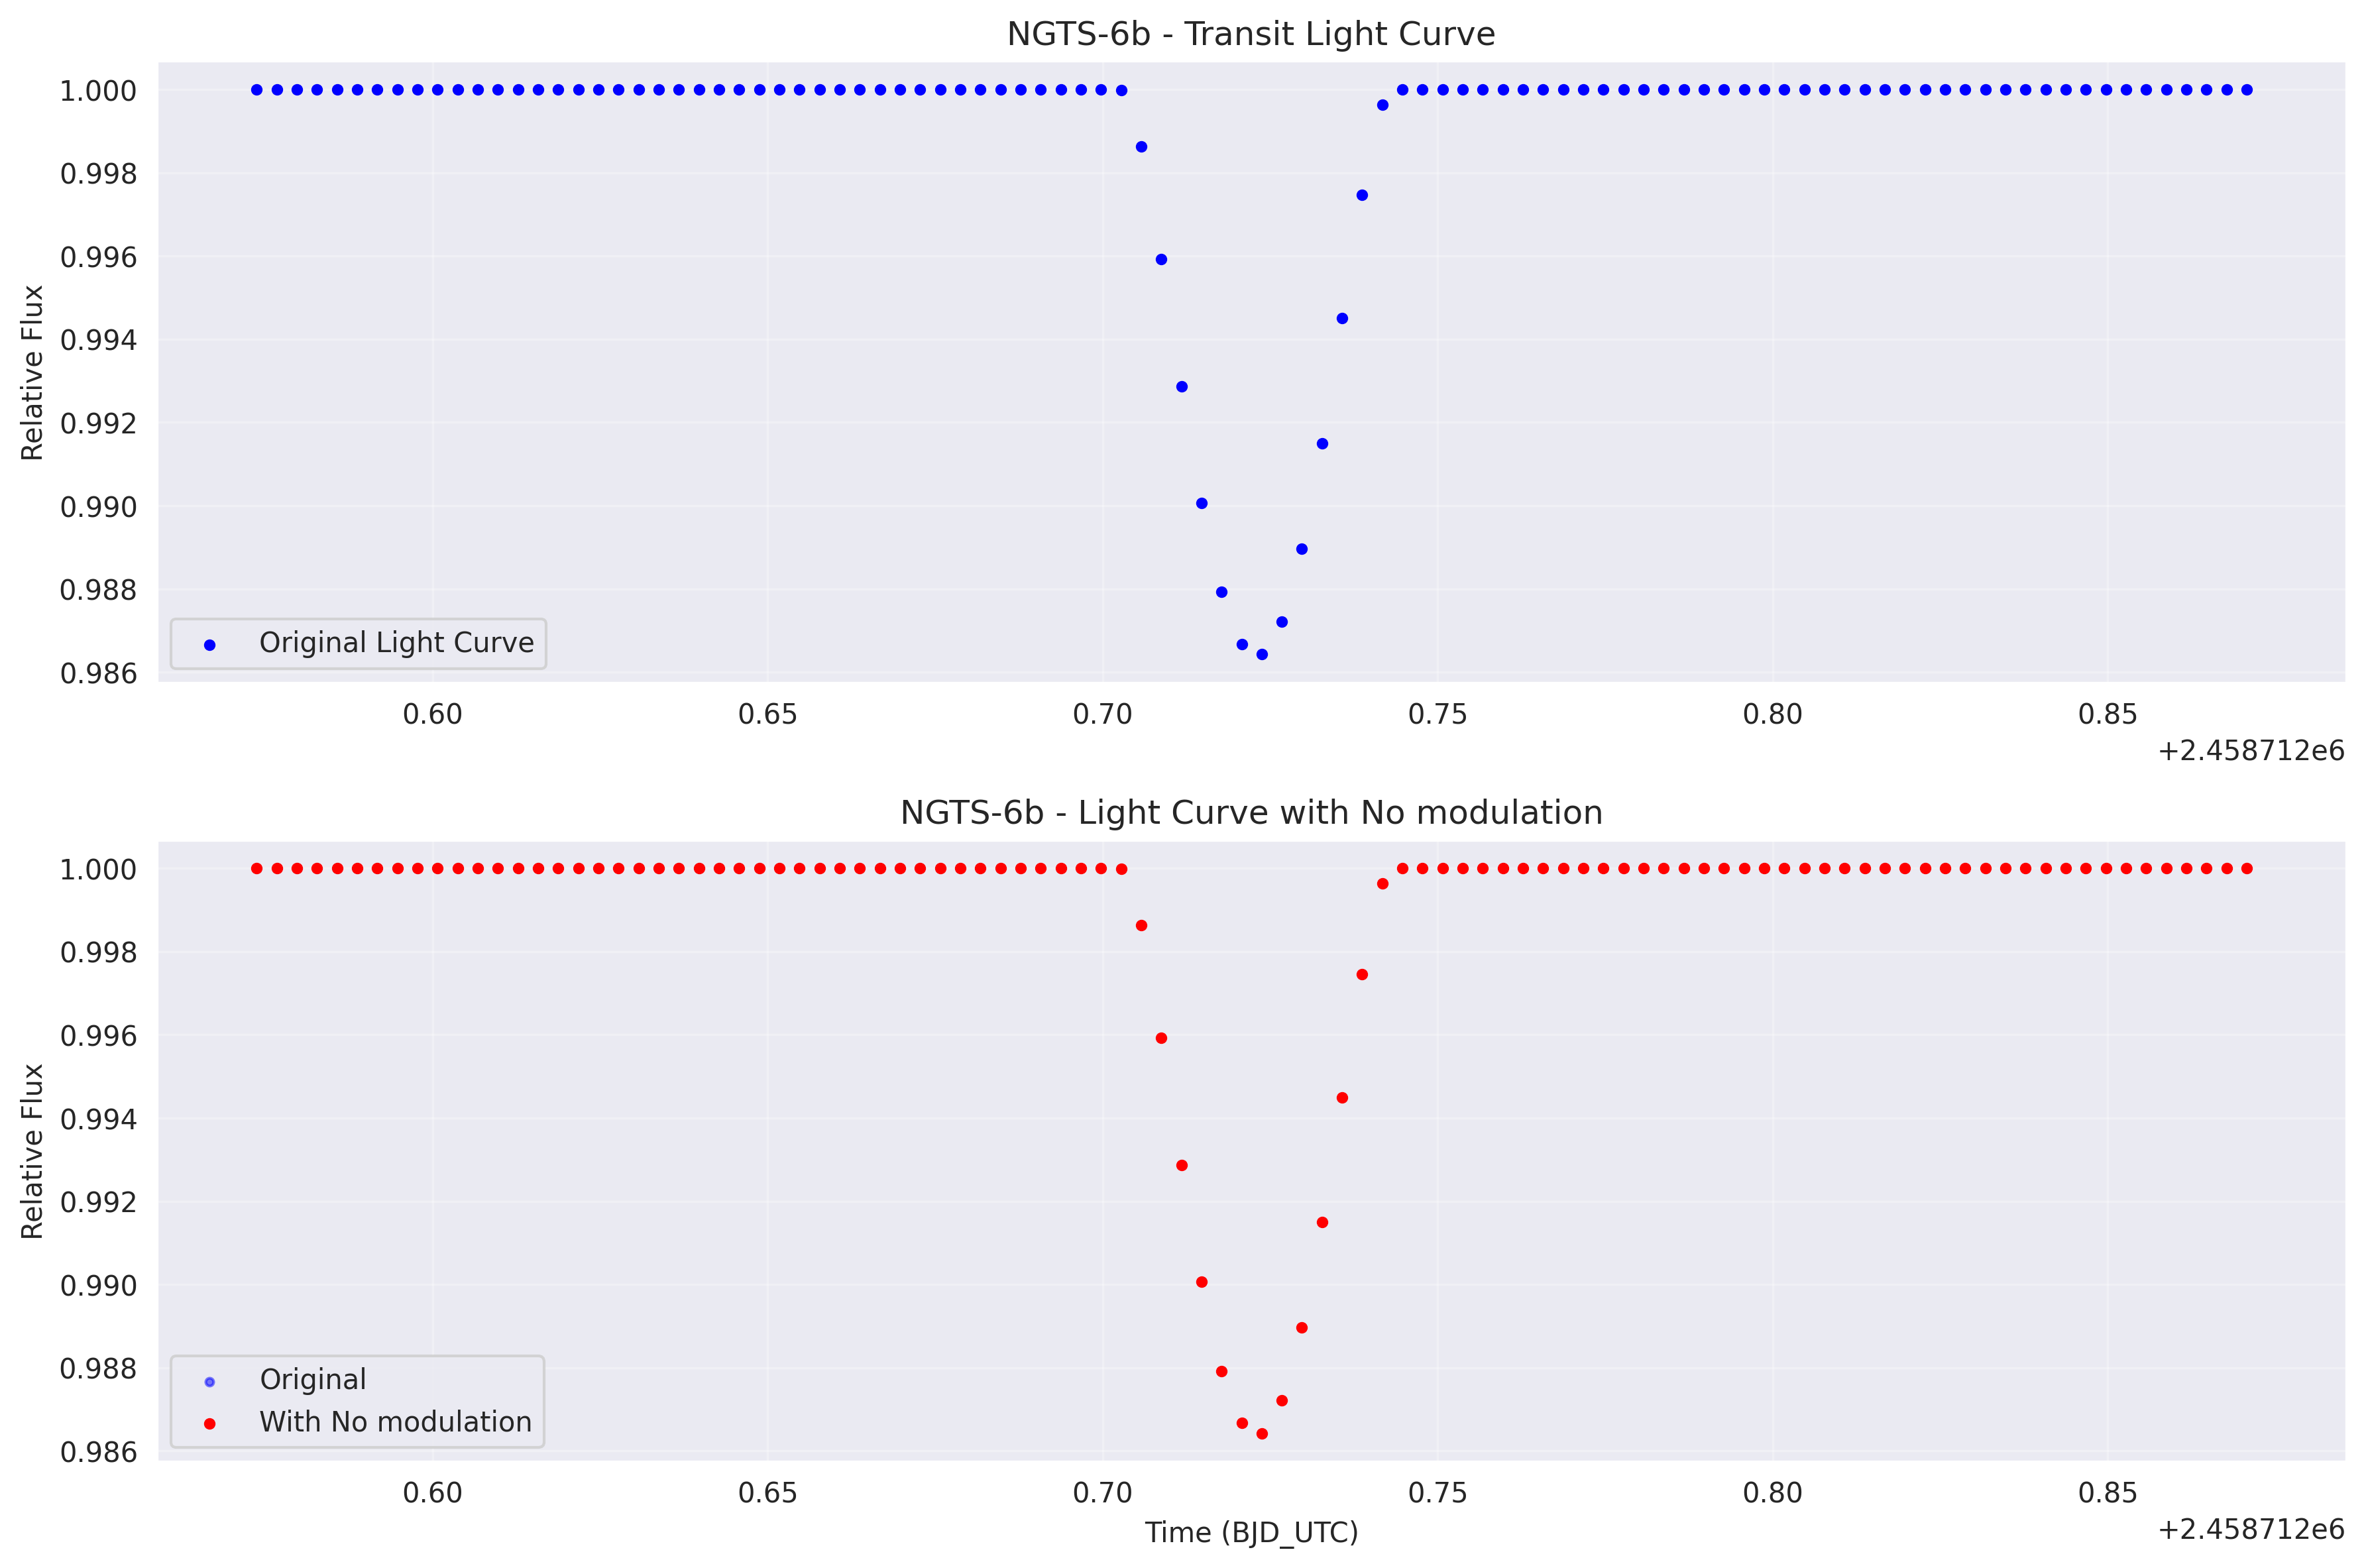 NGTS-6b - Transit Light Curve
Relative Flux
1.000
0.998
0.996
0.994
0.992
0.990
0.988
0.986
Original Light Curve
0.60 0.65 0.70 0.75 0.80 0.85
+2.458712e6
NGTS-6b - Light Curve with No modulation
Relative Flux
1.000
0.998
0.996
0.994
0.992
0.990
0.988
0.986
Original
With No modulation
0.60 0.65 0.70 0.75 0.80 0.85
Time (BJD_UTC)
+2.458712e6